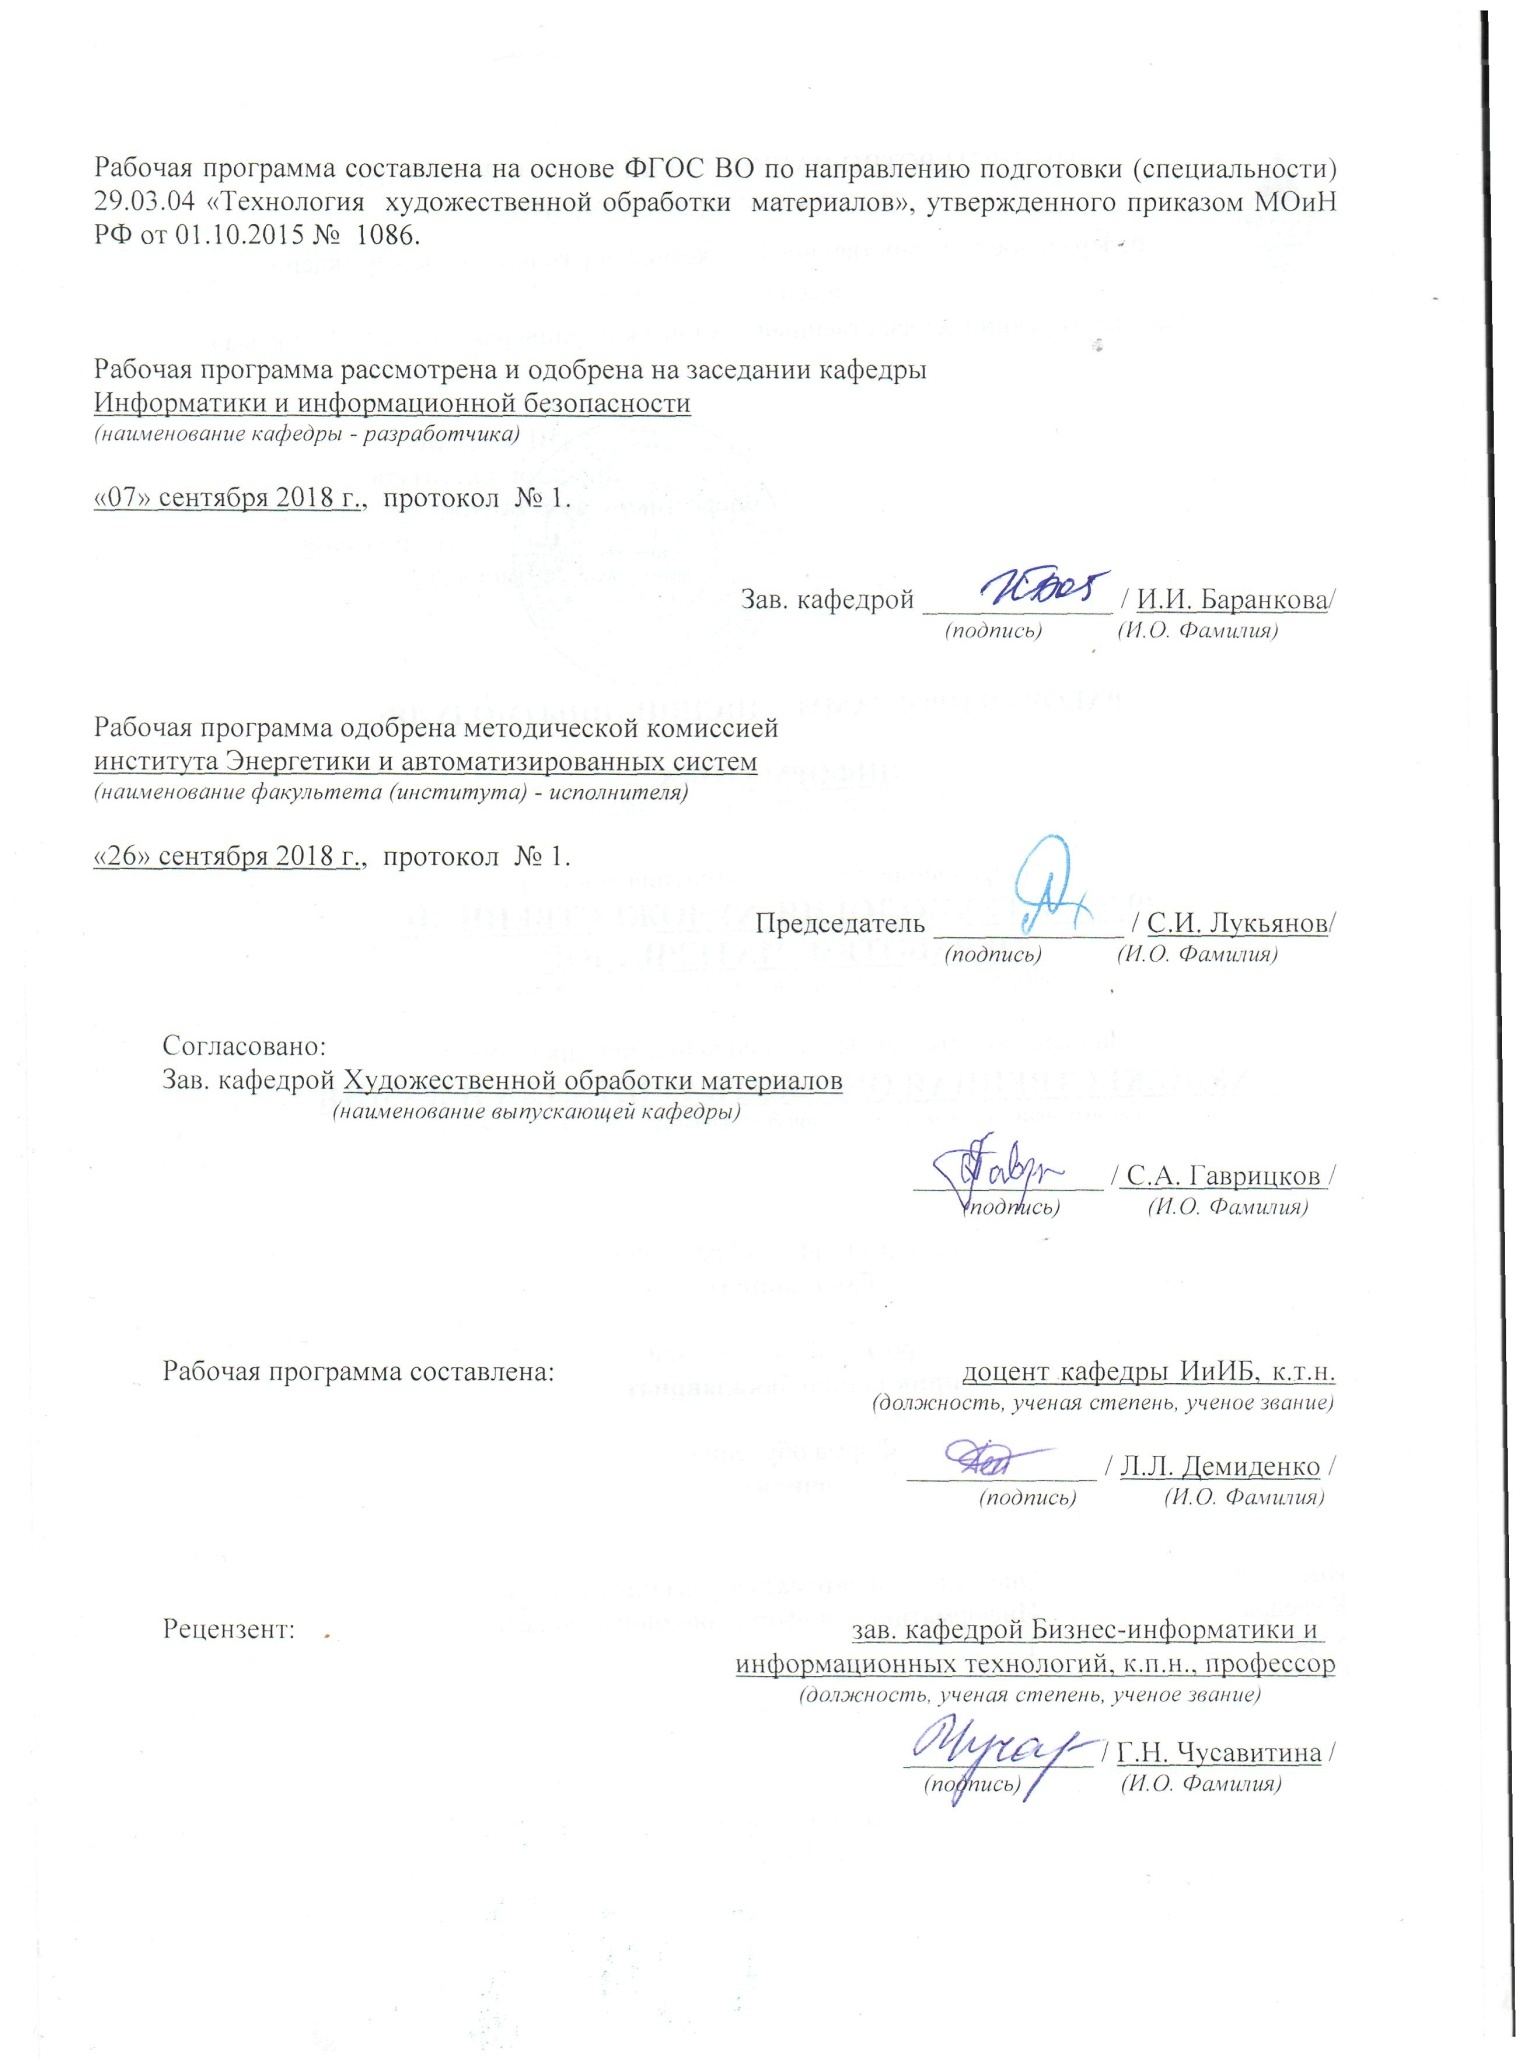 Рабочая программа составлена на основе ФГОС ВО по направлению подготовки (специальности)
29.03.04 «Технология художественной обработки материалов», утвержденного приказом МОиН
РФ от 01.10.2015 № 1086.
Рабочая программа рассмотрена и одобрена на заседании кафедры
Информатики и информационной безопасности
(наименование кафедры - разработчика)
«07» сентября 2018 г., протокол № 1.
Зав. кафедрой / И.И. Баранкова/
(подпись) (И.О. Фамилия)
Рабочая программа одобрена методической комиссией
института Энергетики и автоматизированных систем
(наименование факультета (института) - исполнителя)
«26» сентября 2018 г., протокол № 1.
Председатель / С.И. Лукьянов/
(подпись) (И.О. Фамилия)
Согласовано:
Зав. кафедрой Художественной обработки материалов
(наименование выпускающей кафедры)
/ С.А. Гаврицков /
(подпись) (И.О. Фамилия)
Рабочая программа составлена: доцент кафедры ИиИБ, к.т.н.
(должность, ученая степень, ученое звание)
/ Л.Л. Демиденко /
(подпись) (И.О. Фамилия)
Рецензент: зав. кафедрой Бизнес-информатики и
информационных технологий, к.п.н., профессор
(должность, ученая степень, ученое звание)
/ Г.Н. Чусавитина /
(подпись) (И.О. Фамилия)